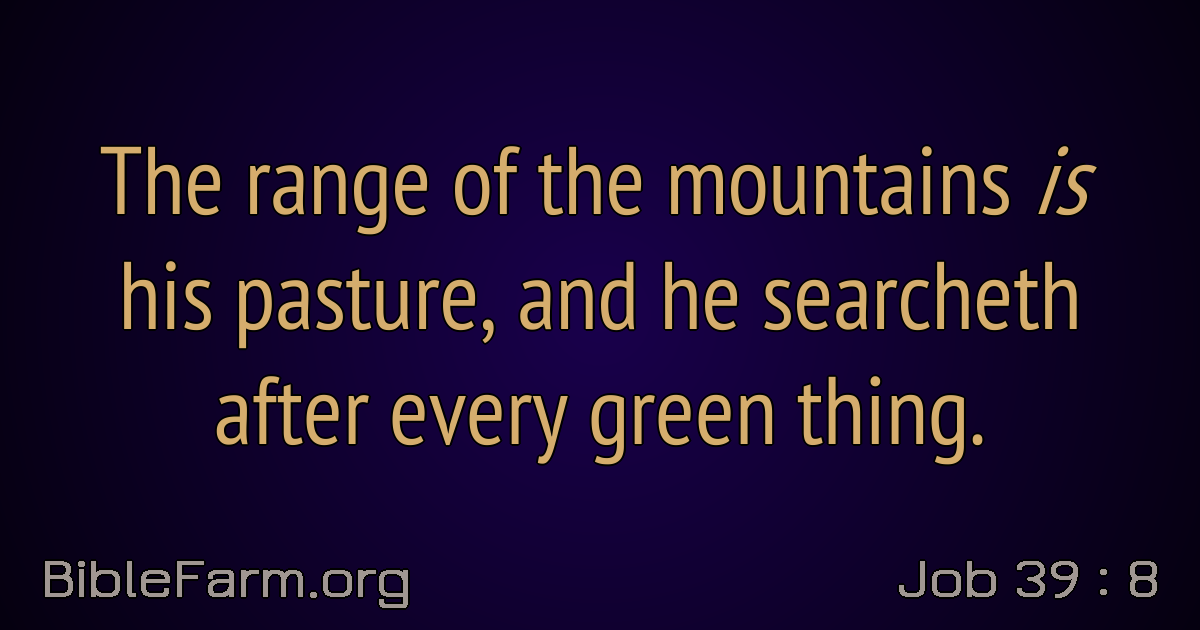 The range of the mountains is
his pasture, and he searcheth
after every green thing.
BibleFarm.org
Job 39 : 8